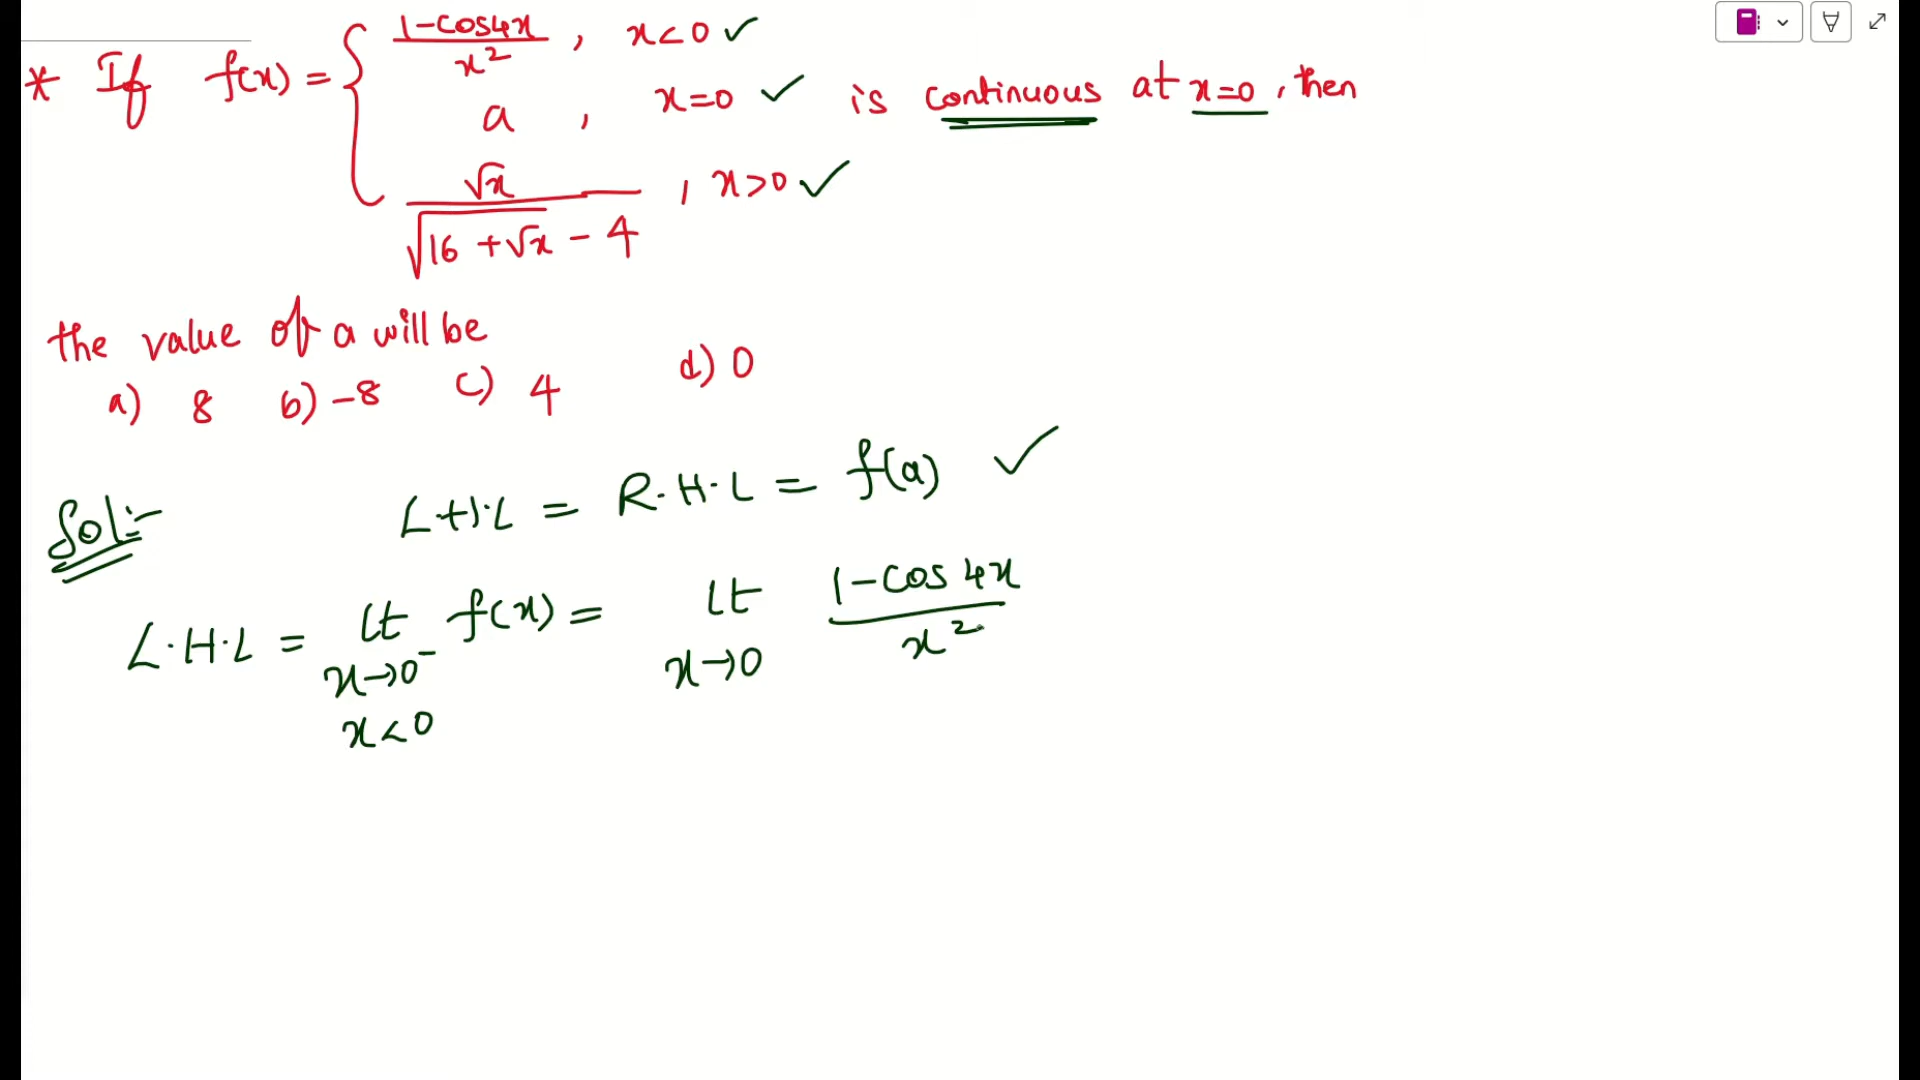 * If f(x) = { 1-cos4x / x² , x<0 ✓
a , x=0 ✓ is continuous at x=0, then
√x / √(16+√x) - 4 , x>0 ✓
the value of a will be
a) 8 b) -8 c) 4 d) 0
Sol:- L.H.L = R.H.L = f(a) ✓
L.H.L = lt x→0⁻ f(x) = lt x→0 1-cos 4x / x²
x<0